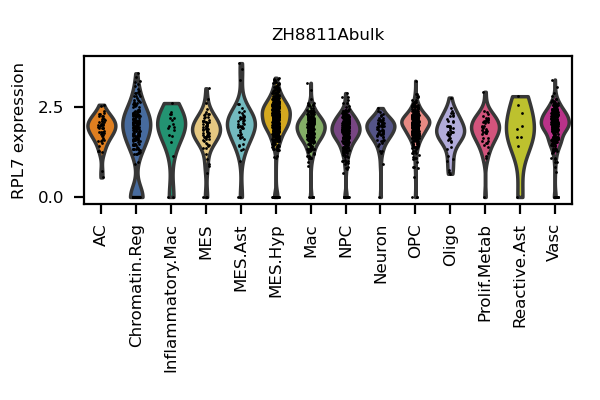 ZH8811Abulk
RPL7 expression
2.5
0.0
AC
Chromatin.Reg
Inflammatory.Mac
MES
MES.Ast
MES.Hyp
Mac
NPC
Neuron
OPC
Oligo
Prolif.Metab
Reactive.Ast
Vasc